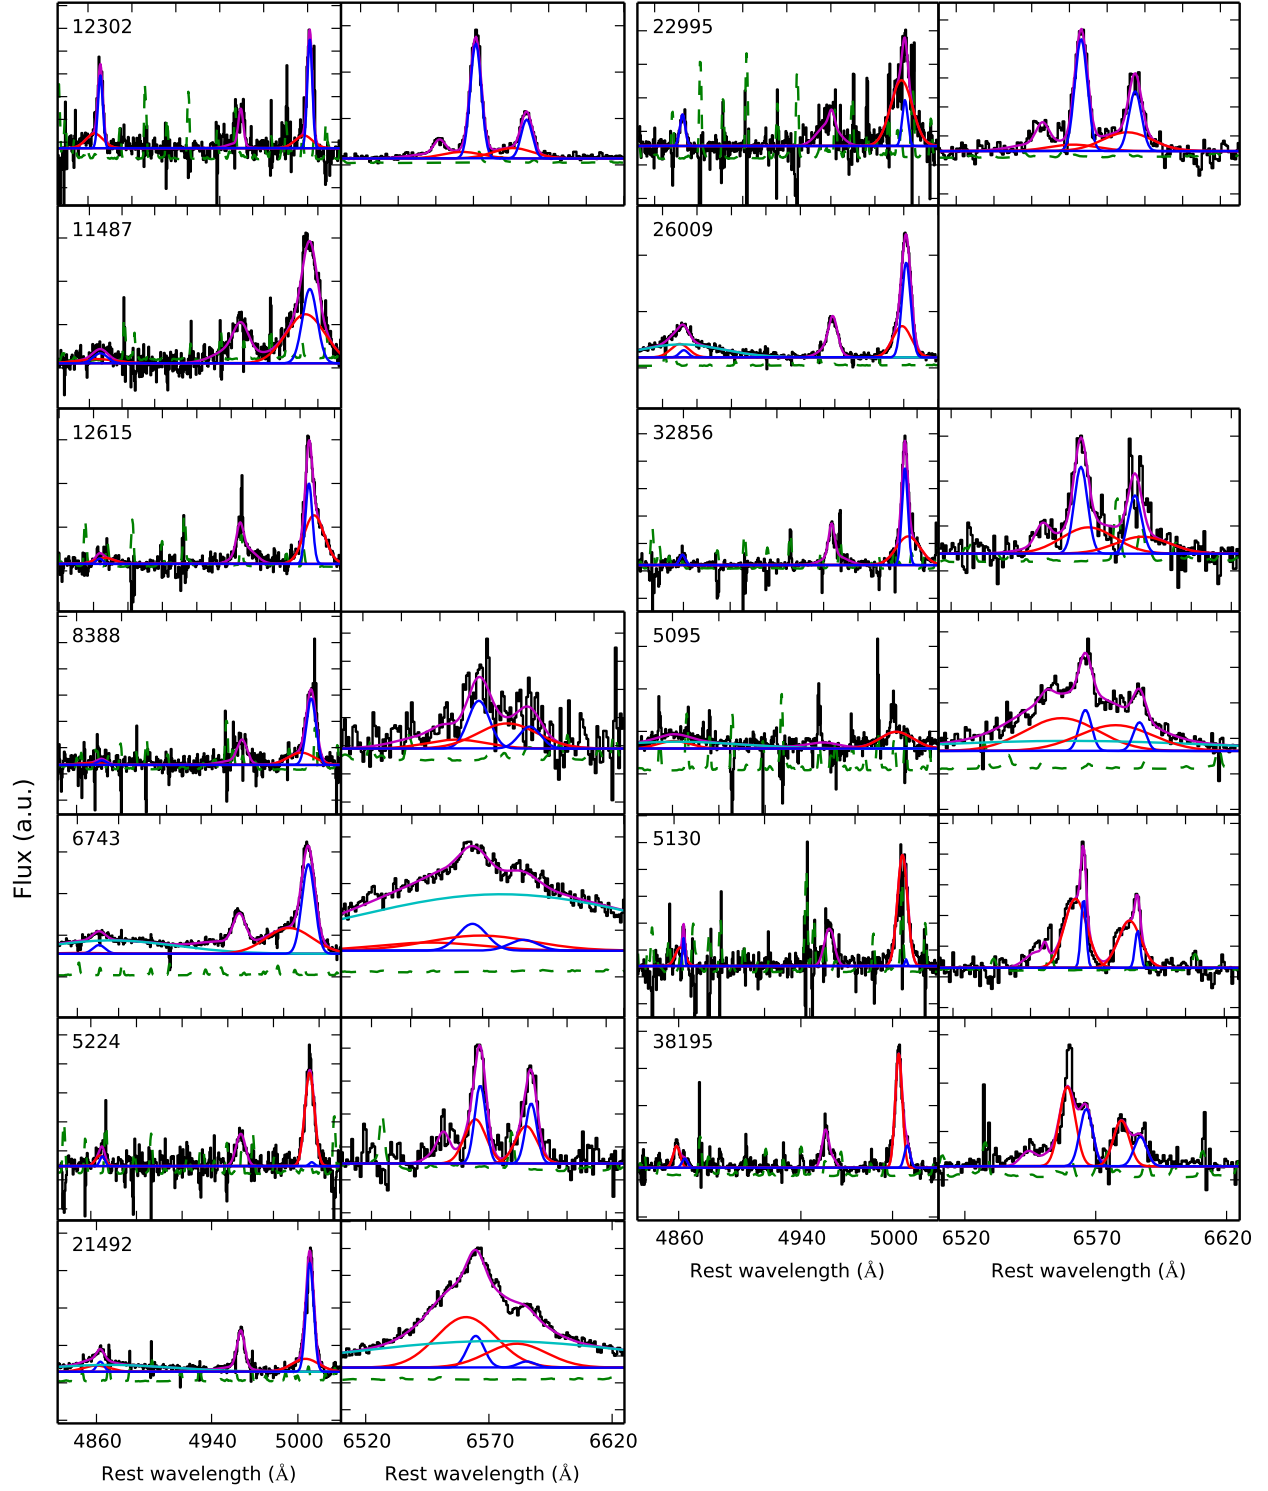 12302
22995
11487
26009
12615
32856
8388
5095
6743
5130
5224
38195
21492
Flux (a.u.)
4860 4940 5000 6520 6570 6620
Rest wavelength (Å) Rest wavelength (Å)
4860 4940 5000 6520 6570 6620
Rest wavelength (Å) Rest wavelength (Å)